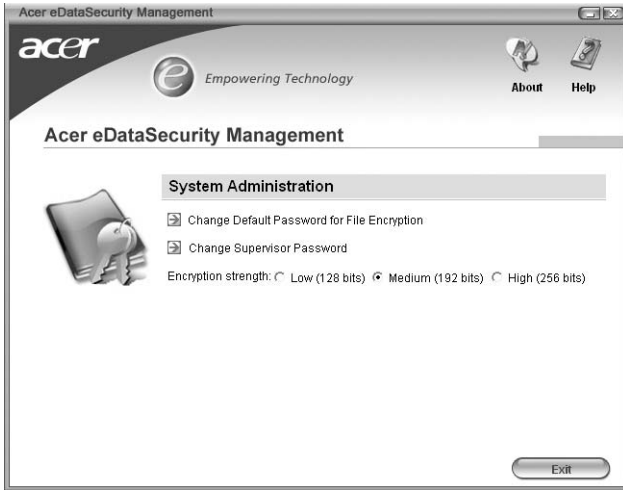 Acer eDataSecurity Management
acer
e Empowering Technology
About Help
Acer eDataSecurity Management
System Administration
Change Default Password for File Encryption
Change Supervisor Password
Encryption strength: Low (128 bits) Medium (192 bits) High (256 bits)
Exit